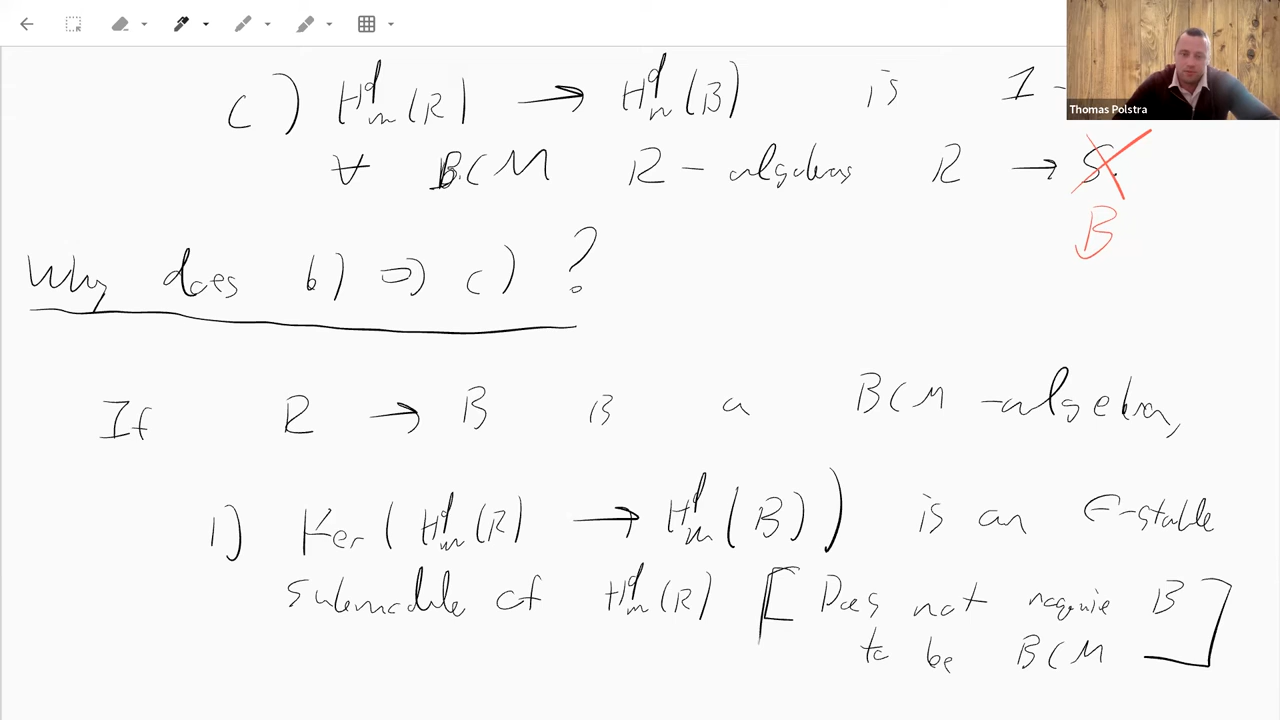 c) H^d_m(R) → H^d_m(B) is 1-
Thomas Polstra
∀ BCM R-algebras R → S.
B
Why does b) ⇒ c) ?
If R → B is a BCM-algebra,
1) Ker( H^d_m(R) → H^d_m(B) ) is an F-stable
submodule of H^d_m(R) [ Does not require B
to be BCM ]